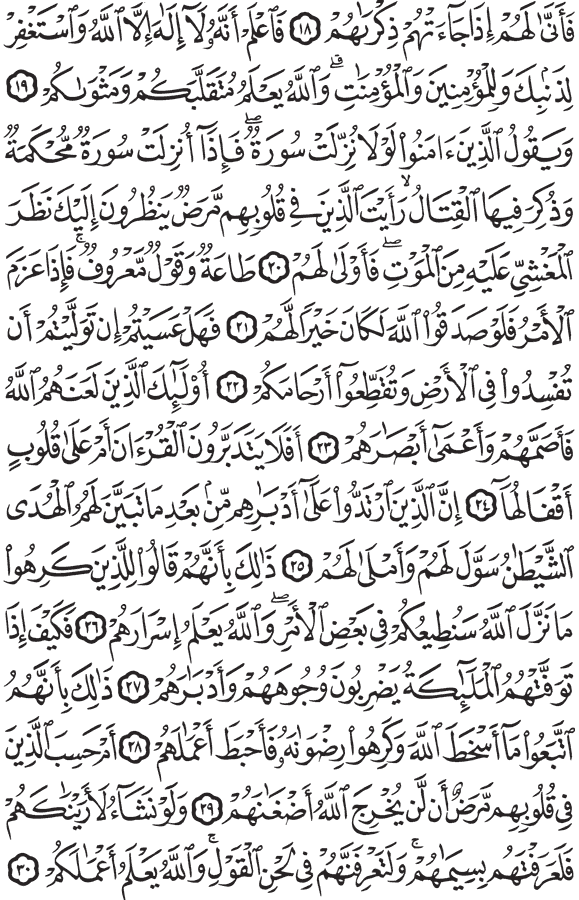 فَأَنَّىٰ لَهُمْ إِذَا جَآءَتْهُمْ ذِكْرَىٰهُمْ ١٨ فَٱعْلَمْ أَنَّهُۥ لَآ إِلَٰهَ إِلَّا ٱللَّهُ وَٱسْتَغْفِرْ
لِذَنۢبِكَ وَلِلْمُؤْمِنِينَ وَٱلْمُؤْمِنَٰتِ ۗ وَٱللَّهُ يَعْلَمُ مُتَقَلَّبَكُمْ وَمَثْوَىٰكُمْ ١٩
وَيَقُولُ ٱلَّذِينَ ءَامَنُوا۟ لَوْلَا نُزِّلَتْ سُورَةٌ ۖ فَإِذَآ أُنزِلَتْ سُورَةٌ مُّحْكَمَةٌ
وَذُكِرَ فِيهَا ٱلْقِتَالُ ۙ رَأَيْتَ ٱلَّذِينَ فِى قُلُوبِهِم مَّرَضٌ يَنظُرُونَ إِلَيْكَ نَظَرَ
ٱلْمَغْشِىِّ عَلَيْهِ مِنَ ٱلْمَوْتِ ۖ فَأَوْلَىٰ لَهُمْ ٢٠ طَاعَةٌ وَقَوْلٌ مَّعْرُوفٌ ۚ فَإِذَا عَزَمَ
ٱلْأَمْرُ فَلَوْ صَدَقُوا۟ ٱللَّهَ لَكَانَ خَيْرًا لَّهُمْ ٢١ فَهَلْ عَسَيْتُمْ إِن تَوَلَّيْتُمْ أَن
تُفْسِدُوا۟ فِى ٱلْأَرْضِ وَتُقَطِّعُوٓا۟ أَرْحَامَكُمْ ٢٢ أُو۟لَٰٓئِكَ ٱلَّذِينَ لَعَنَهُمُ ٱللَّهُ
فَأَصَمَّهُمْ وَأَعْمَىٰٓ أَبْصَٰرَهُمْ ٢٣ أَفَلَا يَتَدَبَّرُونَ ٱلْقُرْءَانَ أَمْ عَلَىٰ قُلُوبٍ
أَقْفَالُهَآ ٢٤ إِنَّ ٱلَّذِينَ ٱرْتَدُّوا۟ عَلَىٰٓ أَدْبَٰرِهِم مِّنۢ بَعْدِ مَا تَبَيَّنَ لَهُمُ ٱلْهُدَى
ٱلشَّيْطَٰنُ سَوَّلَ لَهُمْ وَأَمْلَىٰ لَهُمْ ٢٥ ذَٰلِكَ بِأَنَّهُمْ قَالُوا۟ لِلَّذِينَ كَرِهُوا۟
مَا نَزَّلَ ٱللَّهُ سَنُطِيعُكُمْ فِى بَعْضِ ٱلْأَمْرِ ۖ وَٱللَّهُ يَعْلَمُ إِسْرَارَهُمْ ٢٦ فَكَيْفَ إِذَا
تَوَفَّتْهُمُ ٱلْمَلَٰٓئِكَةُ يَضْرِبُونَ وُجُوهَهُمْ وَأَدْبَٰرَهُمْ ٢٧ ذَٰلِكَ بِأَنَّهُمُ
ٱتَّبَعُوا۟ مَآ أَسْخَطَ ٱللَّهَ وَكَرِهُوا۟ رِضْوَٰنَهُۥ فَأَحْبَطَ أَعْمَٰلَهُمْ ٢٨ أَمْ حَسِبَ ٱلَّذِينَ
فِى قُلُوبِهِم مَّرَضٌ أَن لَّن يُخْرِجَ ٱللَّهُ أَضْغَٰنَهُمْ ٢٩ وَلَوْ نَشَآءُ لَأَرَيْنَٰكَهُمْ
فَلَعَرَفْتَهُم بِسِيمَٰهُمْ ۚ وَلَتَعْرِفَنَّهُمْ فِى لَحْنِ ٱلْقَوْلِ ۚ وَٱللَّهُ يَعْلَمُ أَعْمَٰلَكُمْ ٣٠